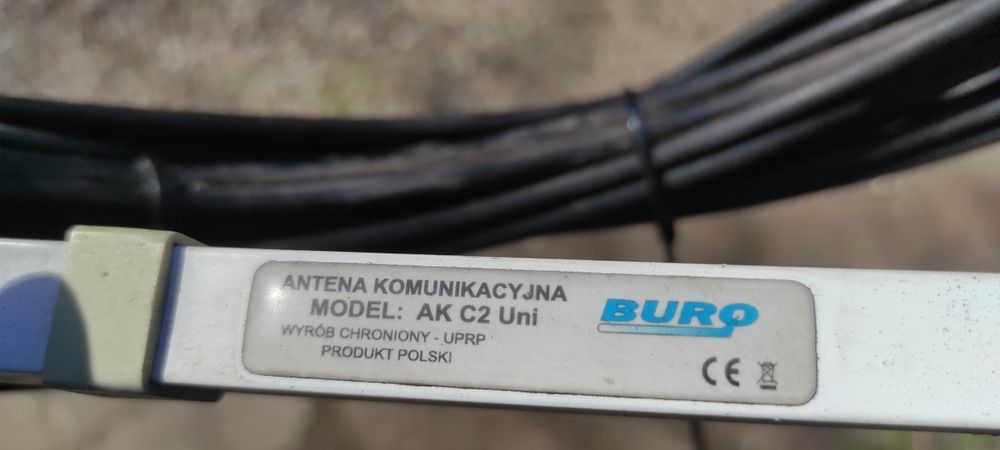 ANTENA KOMUNIKACYJNA
MODEL: AK C2 Uni
WYRÓB CHRONIONY - UPRP
PRODUKT POLSKI
BURO
CE